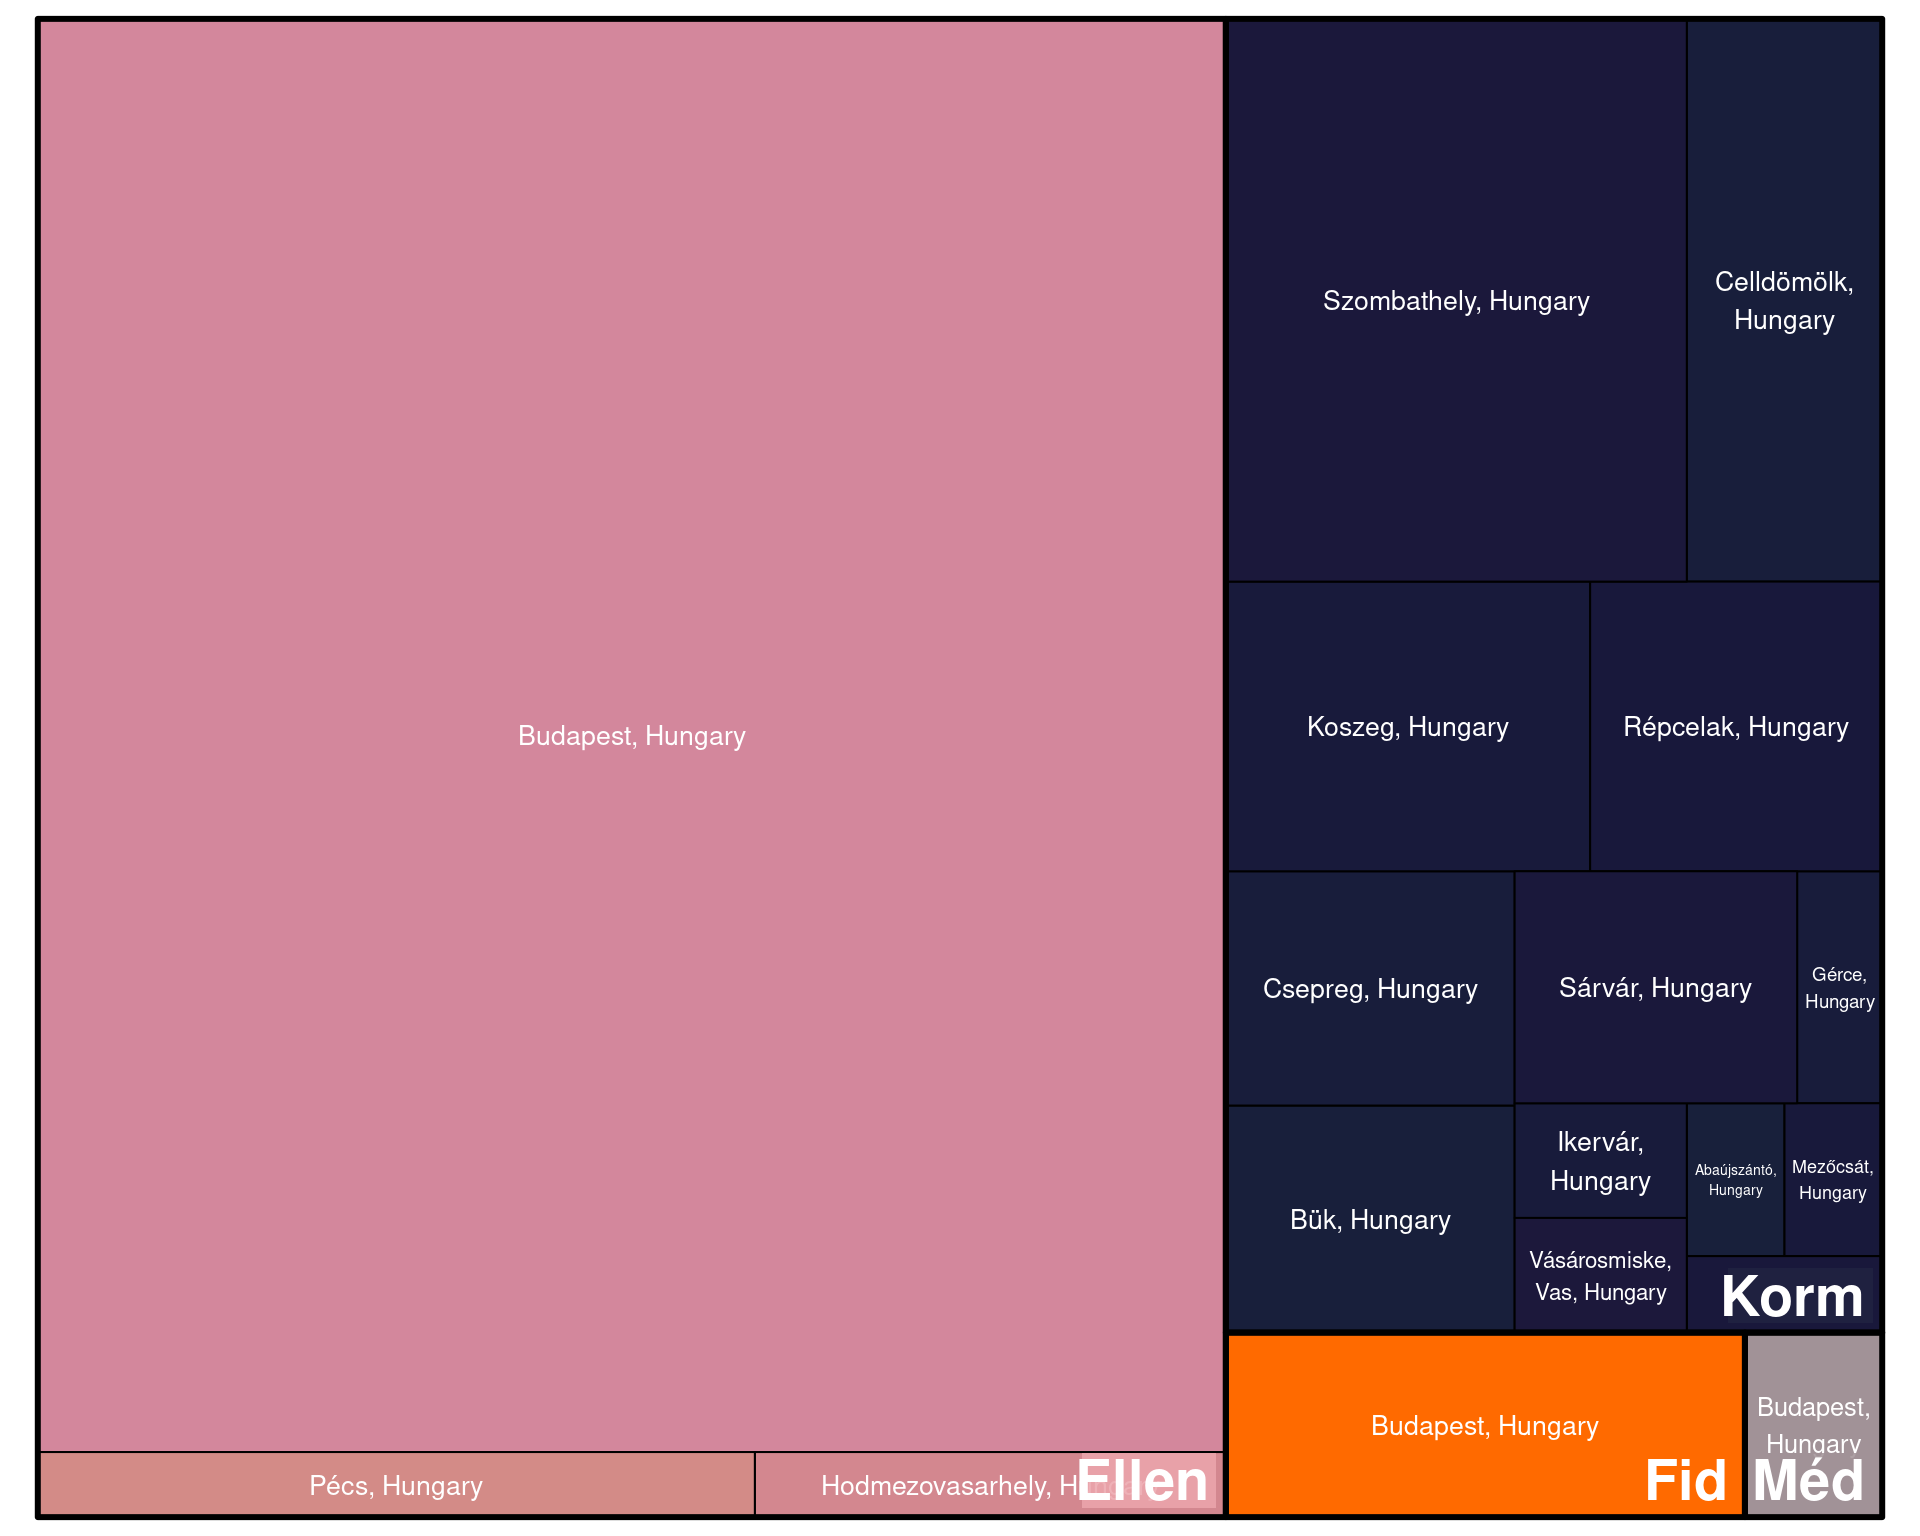 Budapest, Hungary
Pécs, Hungary
Hodmezovasarhely, Hungary
Ellen
Szombathely, Hungary
Celldömölk,
Hungary
Koszeg, Hungary
Répcelak, Hungary
Csepreg, Hungary
Sárvár, Hungary
Gérce,
Hungary
Bük, Hungary
Ikervár,
Hungary
Vásárosmiske,
Vas, Hungary
Abaújszántó,
Hungary
Mezőcsát,
Hungary
Korm
Budapest, Hungary
Fid
Budapest,
Hungary
Méd